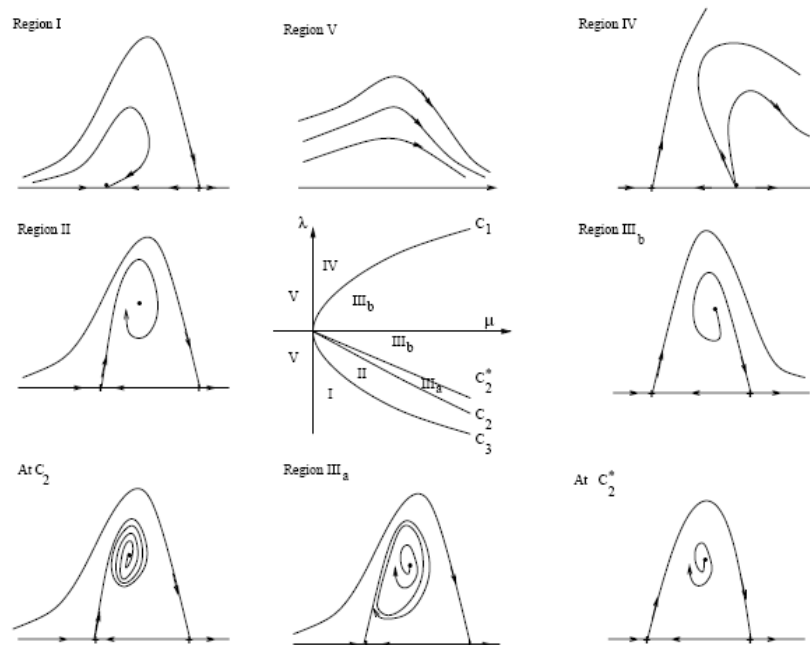 Region I
Region V
Region IV
Region II
λ
C1
IV
V
IIIb
μ
Region IIIb
IIIb
V
II
C2*
IIIa
I
C2
C3
At C2
Region IIIa
At C2*